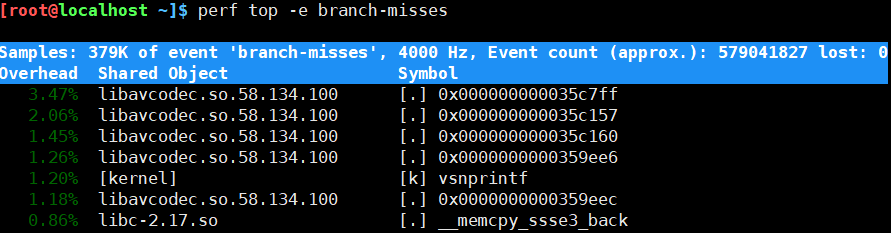 [root@localhost ~]$ perf top -e branch-misses
Samples: 379K of event 'branch-misses', 4000 Hz, Event count (approx.): 579041827 lost: 0
Overhead  Shared Object             Symbol
   3.47%  libavcodec.so.58.134.100  [.] 0x000000000035c7ff
   2.06%  libavcodec.so.58.134.100  [.] 0x000000000035c157
   1.45%  libavcodec.so.58.134.100  [.] 0x000000000035c160
   1.26%  libavcodec.so.58.134.100  [.] 0x0000000000359ee6
   1.20%  [kernel]                  [k] vsnprintf
   1.18%  libavcodec.so.58.134.100  [.] 0x0000000000359eec
   0.86%  libc-2.17.so              [.] __memcpy_ssse3_back